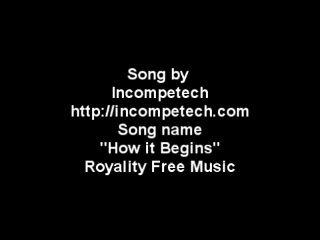 Song by
Incompetech
http://incompetech.com
Song name
"How it Begins"
Royality Free Music